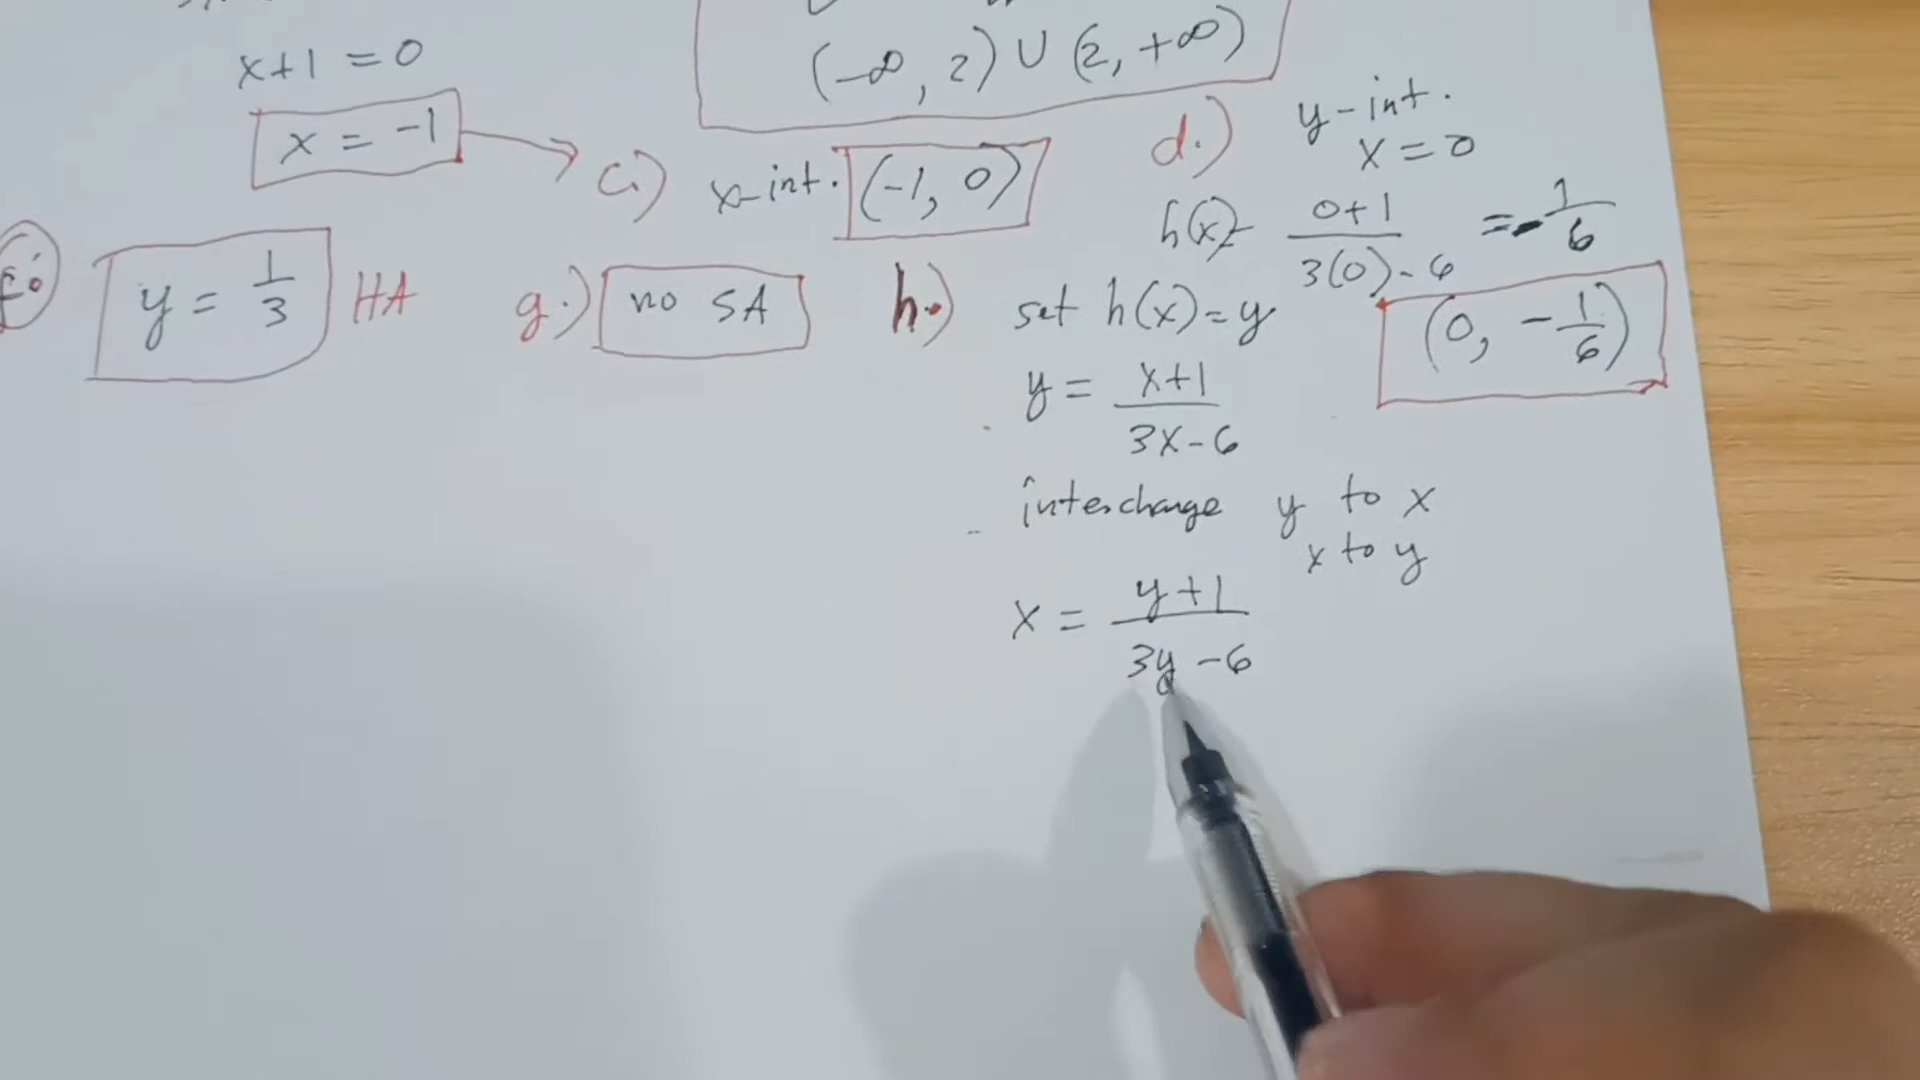 x+1 = 0
x = -1
(-∞, 2) ∪ (2, +∞)
c.) x-int. (-1, 0)
d.) y-int.
x = 0
h(x) = 0+1 / 3(0)-6 = -1/6
(0, -1/6)
f.) y = 1/3 HA
g.) no SA
h.) set h(x) = y
y = x+1 / 3x-6
interchange y to x
x to y
x = y+1 / 3y-6